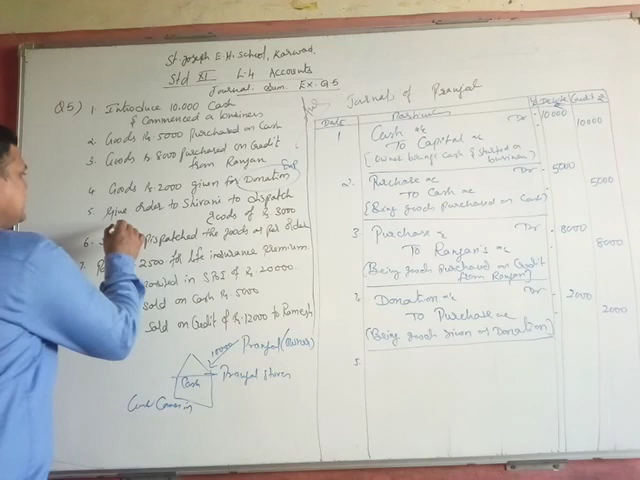 St. Joseph E.H. School, Karwad.
Std XI L.4 Accounts
Journal Sum Ex. Q.5
Q5) 1. Introduce 10,000 Cash
& Commenced a business
2. Goods Rs 5000 purchased on Cash
3. Goods Rs 8000 purchased on Credit
from Ranjan
4. Goods Rs. 2000 given for Donation
5. Give order to Shivani to Dispatch
goods of Rs 3000
6. Dispatched the goods as per order
7. 2500 for life insurance premium
in SBI of Rs. 20000.
sold on Cash Rs. 5000
sold on Credit of Rs. 12000 to Ramesh
10000 Pranjal (owner)
Cash
Pranjal Stores
Journals of Pranjal
Date Credit
1 Cash a/c Dr 10000
To Capital a/c 10000
[Owner brings cash & started a
business]
2. Purchase a/c Dr 5000
To Cash a/c 5000
[Being goods purchased on Cash]
3. Purchase a/c Dr 8000
To Ranjan's a/c 8000
(Being goods purchased on Credit
from Ranjan]
4. Donation a/c Dr 2000
To Purchase a/c 2000
(Being goods given as Donation]
5.